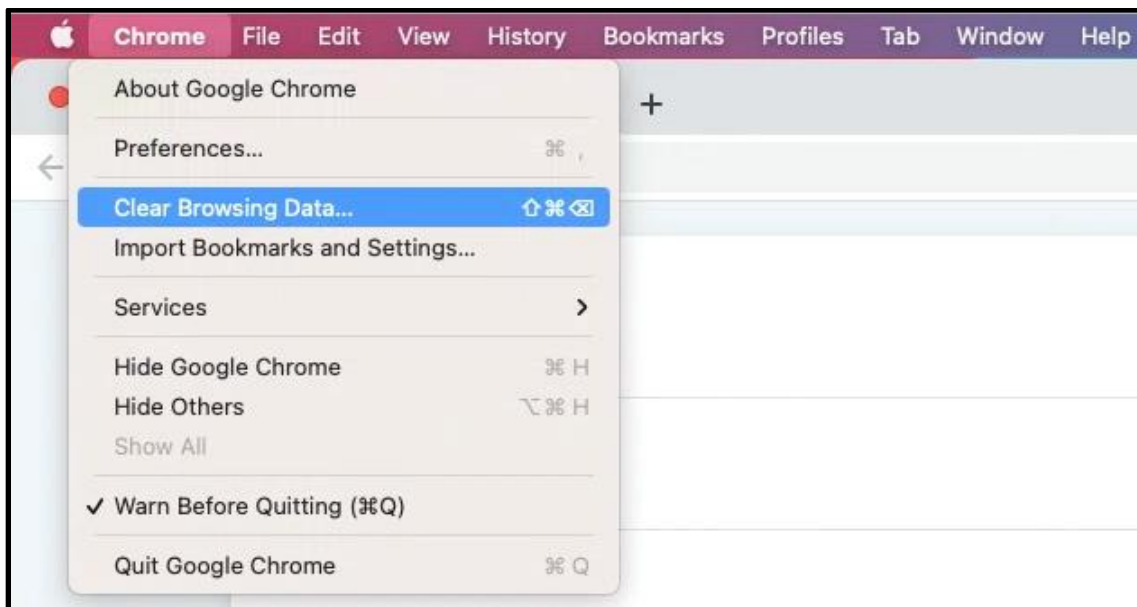 Chrome File Edit View History Bookmarks Profiles Tab Window Help
About Google Chrome
Preferences... ⌘ ,
Clear Browsing Data... ⇧⌘⌫
Import Bookmarks and Settings...
Services
Hide Google Chrome ⌘ H
Hide Others ⌥⌘ H
Show All
✓ Warn Before Quitting (⌘Q)
Quit Google Chrome ⌘ Q